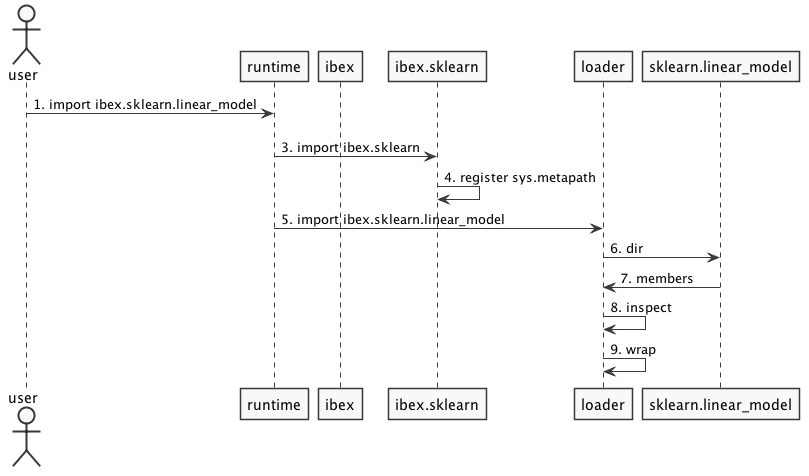 user
runtime
ibex
ibex.sklearn
loader
sklearn.linear_model
1. import ibex.sklearn.linear_model
3. import ibex.sklearn
4. register sys.metapath
5. import ibex.sklearn.linear_model
6. dir
7. members
8. inspect
9. wrap
user
runtime
ibex
ibex.sklearn
loader
sklearn.linear_model